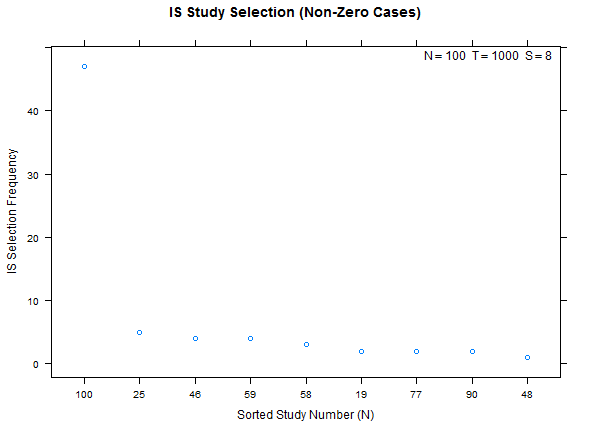 IS Study Selection (Non-Zero Cases)
N = 100 T = 1000 S = 8
IS Selection Frequency
40
30
20
10
0
100 25 46 59 58 19 77 90 48
Sorted Study Number (N)